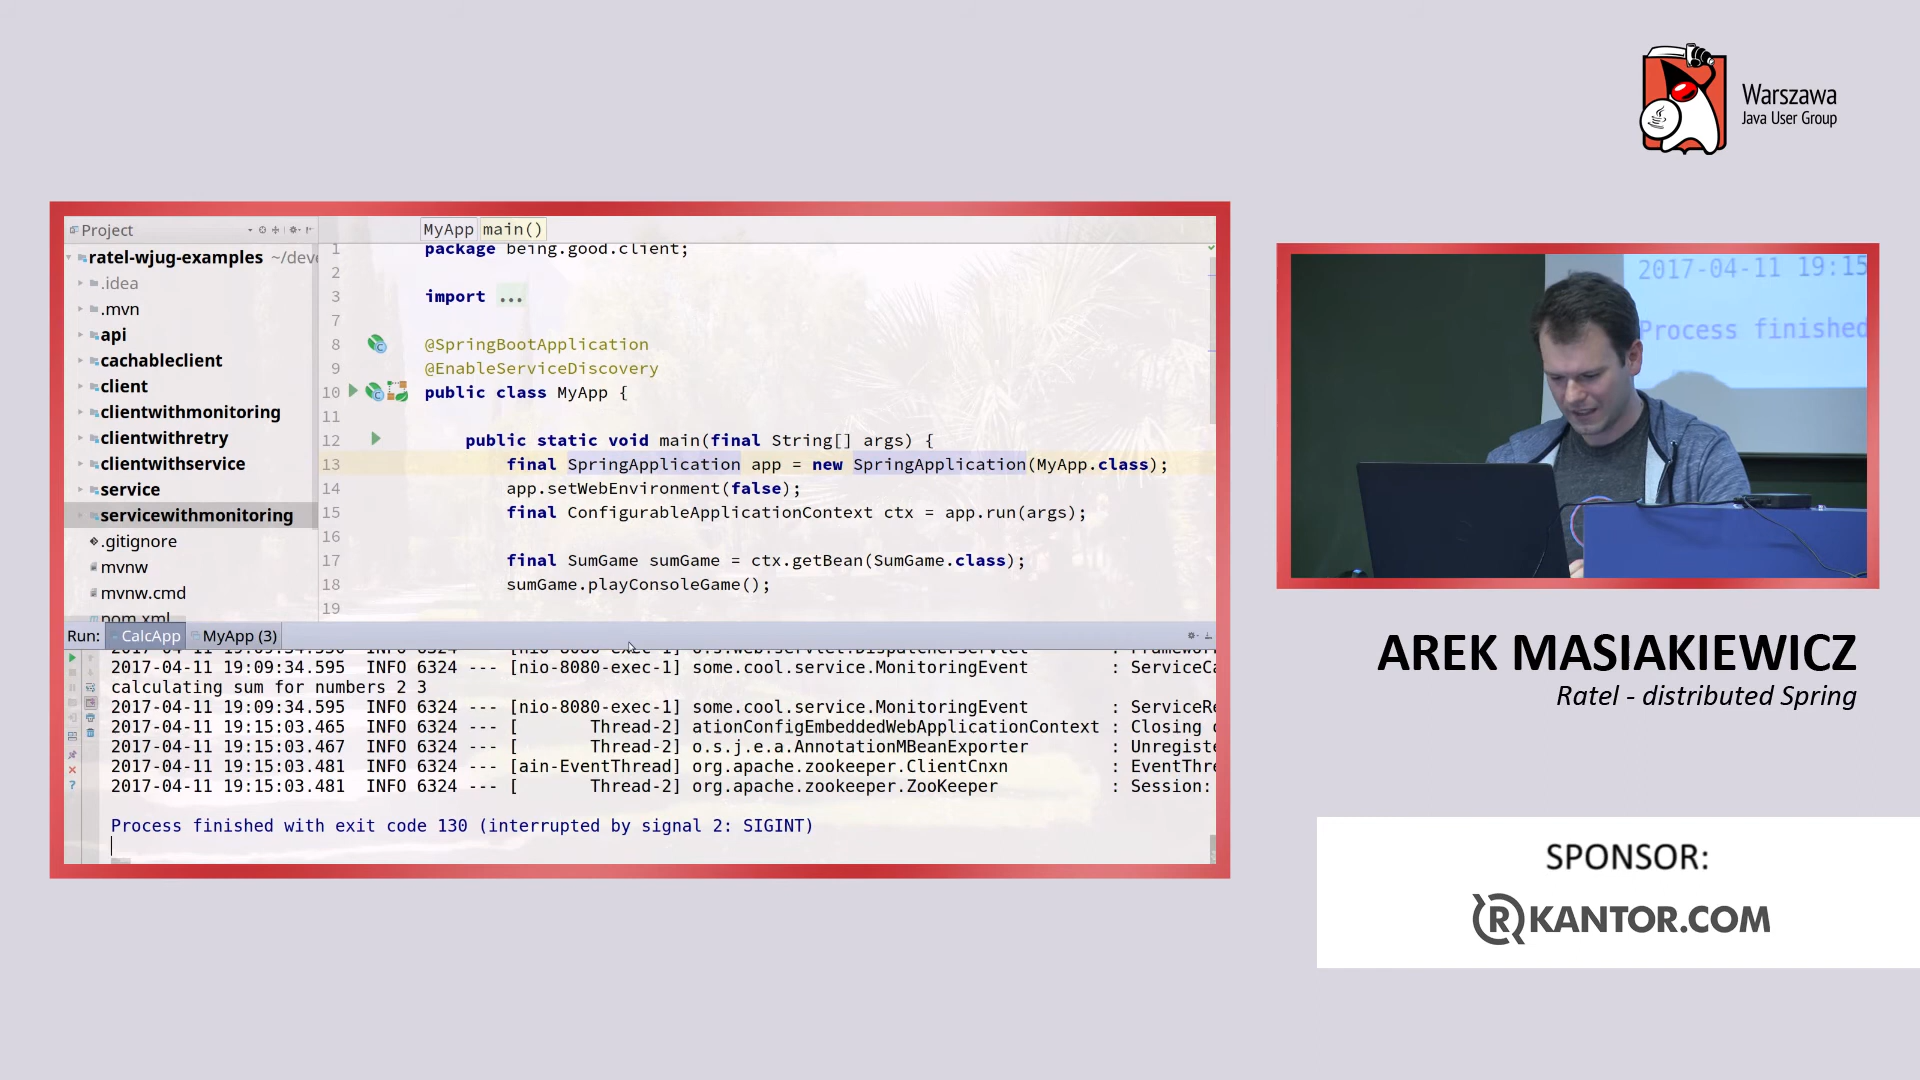 Warszawa
Java User Group
Project
MyApp main()
ratel-wjug-examples ~/deve
.idea
.mvn
api
cachableclient
client
clientwithmonitoring
clientwithretry
clientwithservice
service
servicewithmonitoring
.gitignore
mvnw
mvnw.cmd
pom.xml
1 package being.good.client;
2
3 import ...
7
8 @SpringBootApplication
9 @EnableServiceDiscovery
10 public class MyApp {
11
12 public static void main(final String[] args) {
13 final SpringApplication app = new SpringApplication(MyApp.class);
14 app.setWebEnvironment(false);
15 final ConfigurableApplicationContext ctx = app.run(args);
16
17 final SumGame sumGame = ctx.getBean(SumGame.class);
18 sumGame.playConsoleGame();
19
Run: CalcApp MyApp (3)
2017-04-11 19:09:34.595 INFO 6324 --- [nio-8080-exec-1] some.cool.service.MonitoringEvent : ServiceCa
calculating sum for numbers 2 3
2017-04-11 19:09:34.595 INFO 6324 --- [nio-8080-exec-1] some.cool.service.MonitoringEvent : ServiceRe
2017-04-11 19:15:03.465 INFO 6324 --- [ Thread-2] ationConfigEmbeddedWebApplicationContext : Closing
2017-04-11 19:15:03.467 INFO 6324 --- [ Thread-2] o.s.j.e.a.AnnotationMBeanExporter : Unregiste
2017-04-11 19:15:03.481 INFO 6324 --- [ain-EventThread] org.apache.zookeeper.ClientCnxn : EventThre
2017-04-11 19:15:03.481 INFO 6324 --- [ Thread-2] org.apache.zookeeper.ZooKeeper : Session:
Process finished with exit code 130 (interrupted by signal 2: SIGINT)
2017-04-11 19:15
Process finished
AREK MASIAKIEWICZ
Ratel - distributed Spring
SPONSOR:
RKANTOR.COM